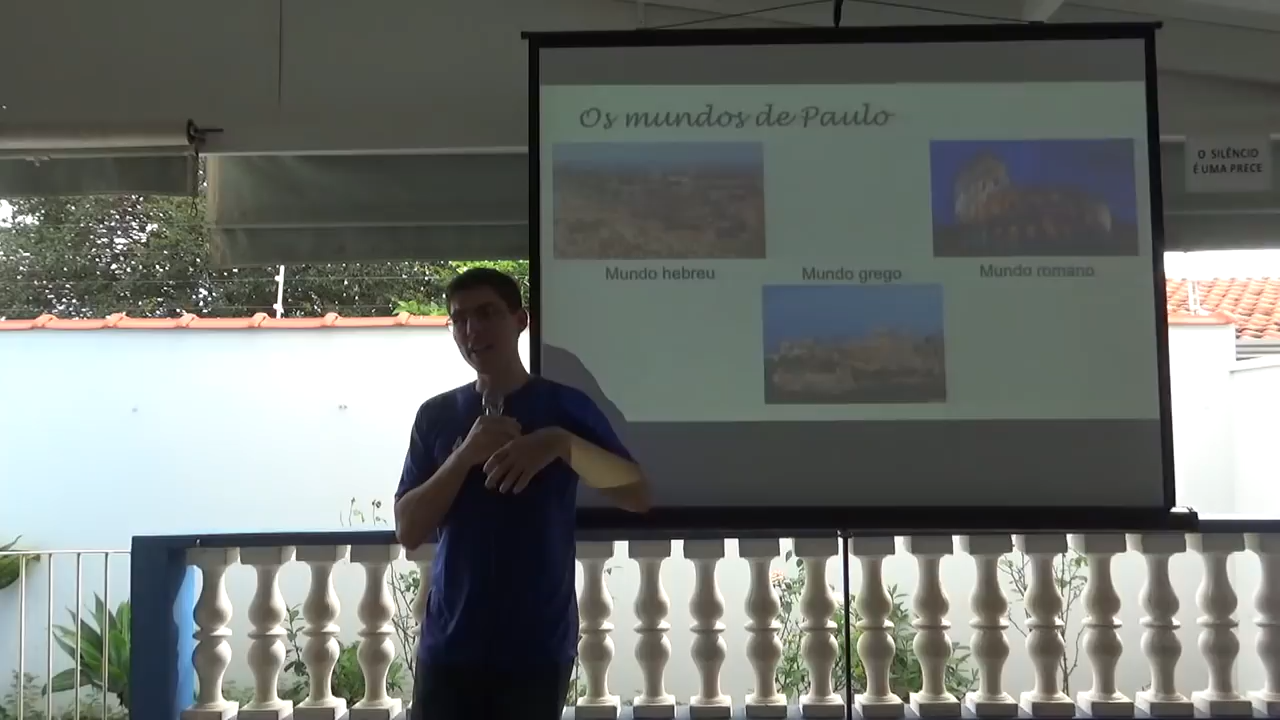 Os mundos de Paulo
Mundo hebreu
Mundo grego
Mundo romano
O SILÊNCIO
É UMA PRECE